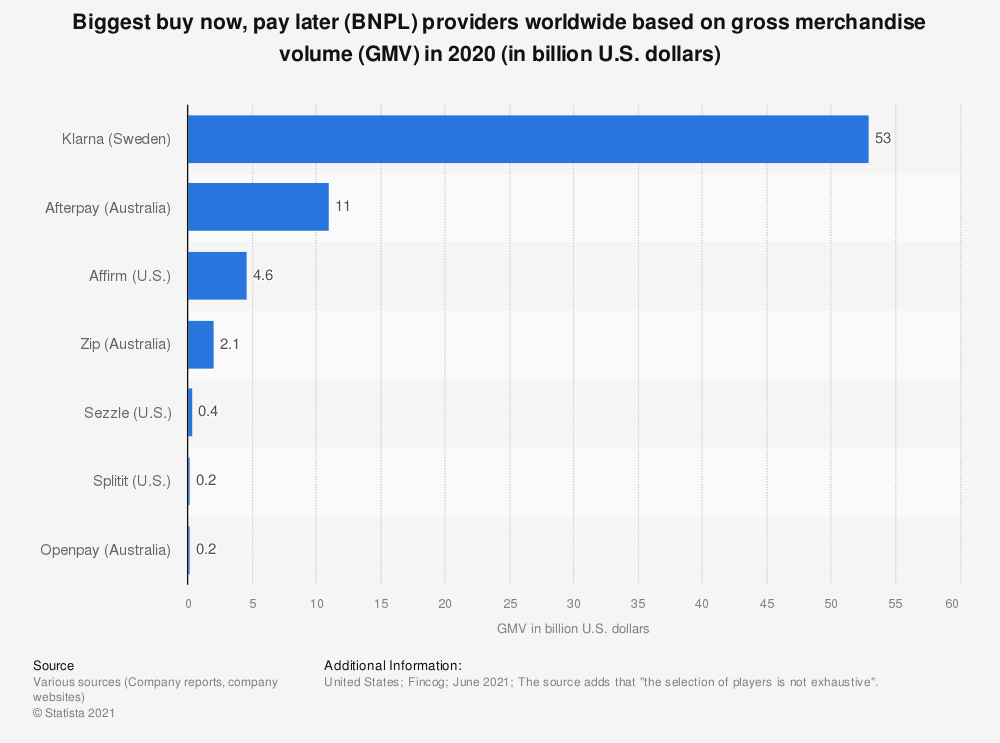 Biggest buy now, pay later (BNPL) providers worldwide based on gross merchandise
volume (GMV) in 2020 (in billion U.S. dollars)
Klarna (Sweden) 53
Afterpay (Australia) 11
Affirm (U.S.) 4.6
Zip (Australia) 2.1
Sezzle (U.S.) 0.4
Splitit (U.S.) 0.2
Openpay (Australia) 0.2
0 5 10 15 20 25 30 35 40 45 50 55 60
GMV in billion U.S. dollars
Source
Various sources (Company reports, company
websites)
© Statista 2021
Additional Information:
United States; Fincog; June 2021; The source adds that "the selection of players is not exhaustive".